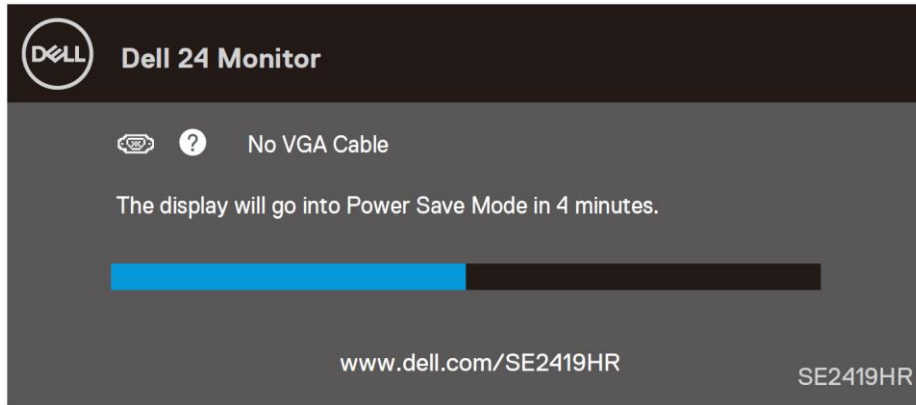 DELL
Dell 24 Monitor
? No VGA Cable
The display will go into Power Save Mode in 4 minutes.
www.dell.com/SE2419HR
SE2419HR